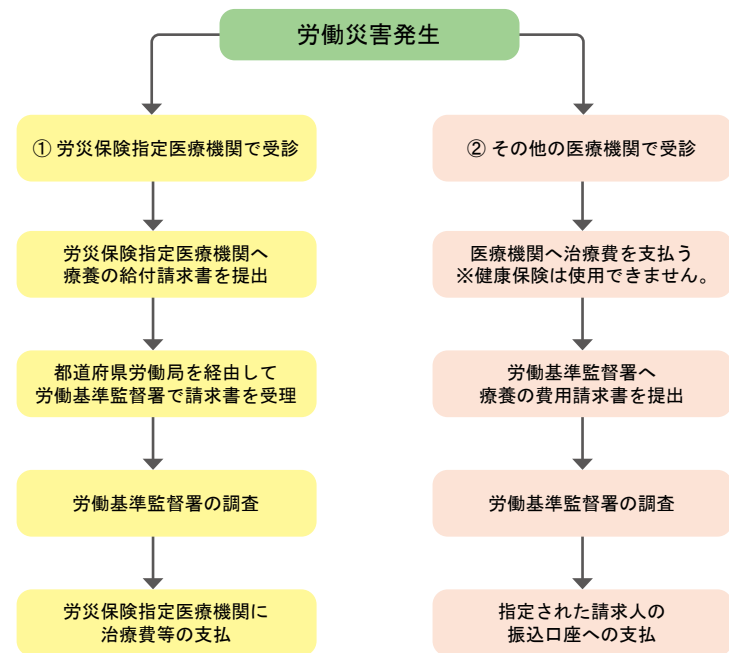 労働災害発生
① 労災保険指定医療機関で受診
労災保険指定医療機関へ
療養の給付請求書を提出
都道府県労働局を経由して
労働基準監督署で請求書を受理
労働基準監督署の調査
労災保険指定医療機関に
治療費等の支払
② その他の医療機関で受診
医療機関へ治療費を支払う
※健康保険は使用できません。
労働基準監督署へ
療養の費用請求書を提出
労働基準監督署の調査
指定された請求人の
振込口座への支払